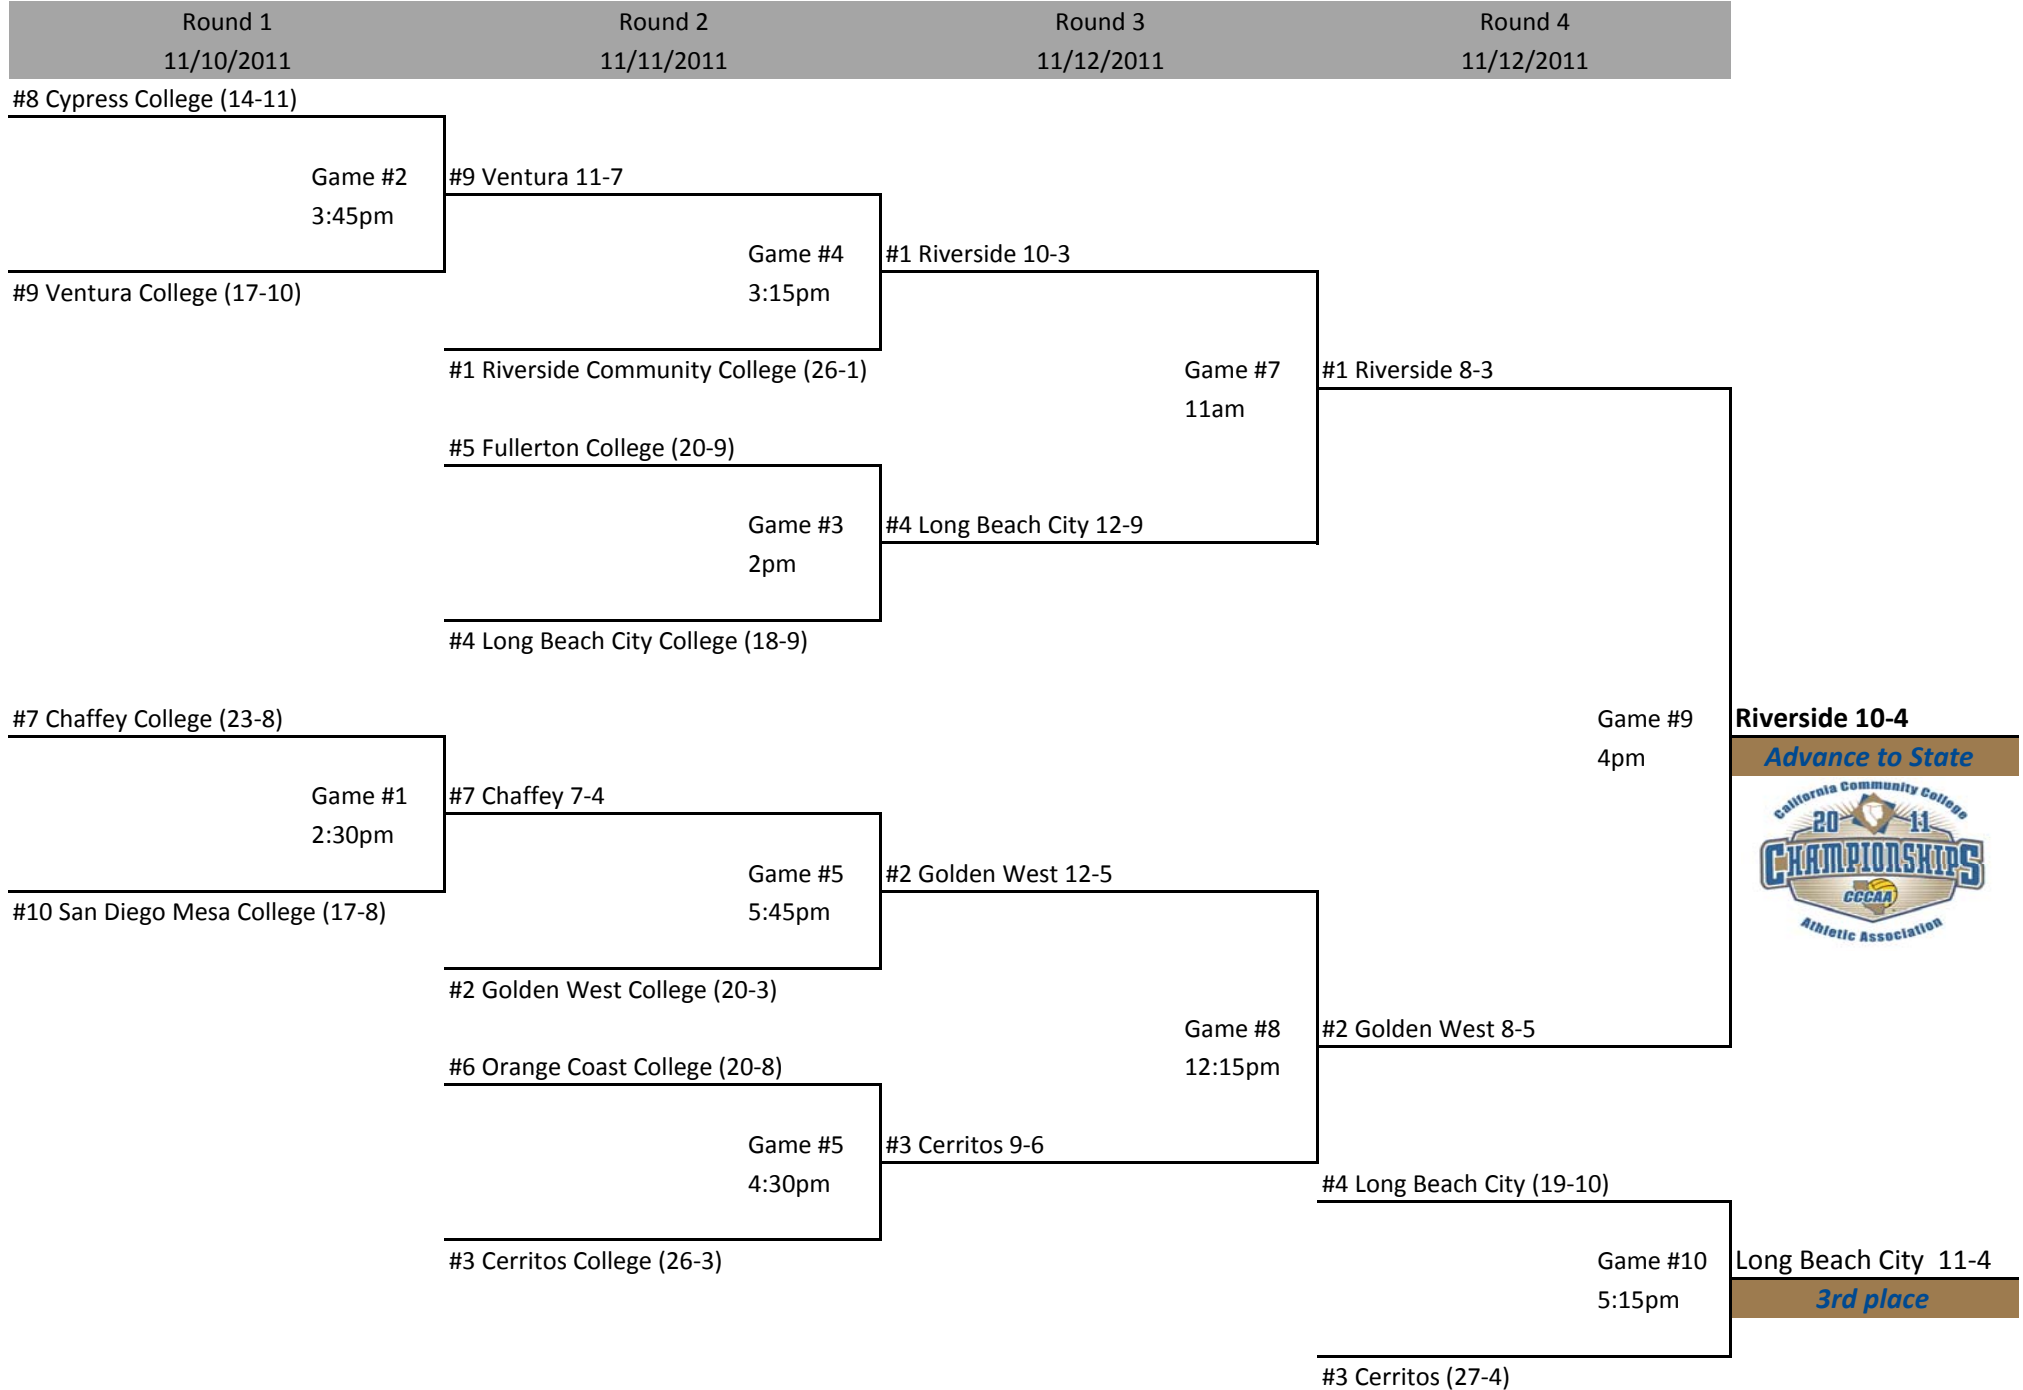 Round 1
Round 2
Round 3
Round 4
11/10/2011
11/11/2011
11/12/2011
11/12/2011
#8 Cypress College (14-11)
Game #2
#9 Ventura 11-7
3:45pm
Game #4
#1 Riverside 10-3
#9 Ventura College (17-10)
3:15pm
#1 Riverside Community College (26-1)
Game #7
#1 Riverside 8-3
11am
#5 Fullerton College (20-9)
Game #3
#4 Long Beach City 12-9
2pm
#4 Long Beach City College (18-9)
#7 Chaffey College (23-8)
Game #9
Riverside 10-4
4pm
Advance to State
Game #1
#7 Chaffey 7-4
2:30pm
California Community College
20 11
CHAMPIONSHIPS
CCCAA
Athletic Association
Game #5
#2 Golden West 12-5
#10 San Diego Mesa College (17-8)
5:45pm
#2 Golden West College (20-3)
Game #8
#2 Golden West 8-5
#6 Orange Coast College (20-8)
12:15pm
Game #5
#3 Cerritos 9-6
4:30pm
#4 Long Beach City (19-10)
#3 Cerritos College (26-3)
Game #10
Long Beach City 11-4
5:15pm
3rd place
#3 Cerritos (27-4)